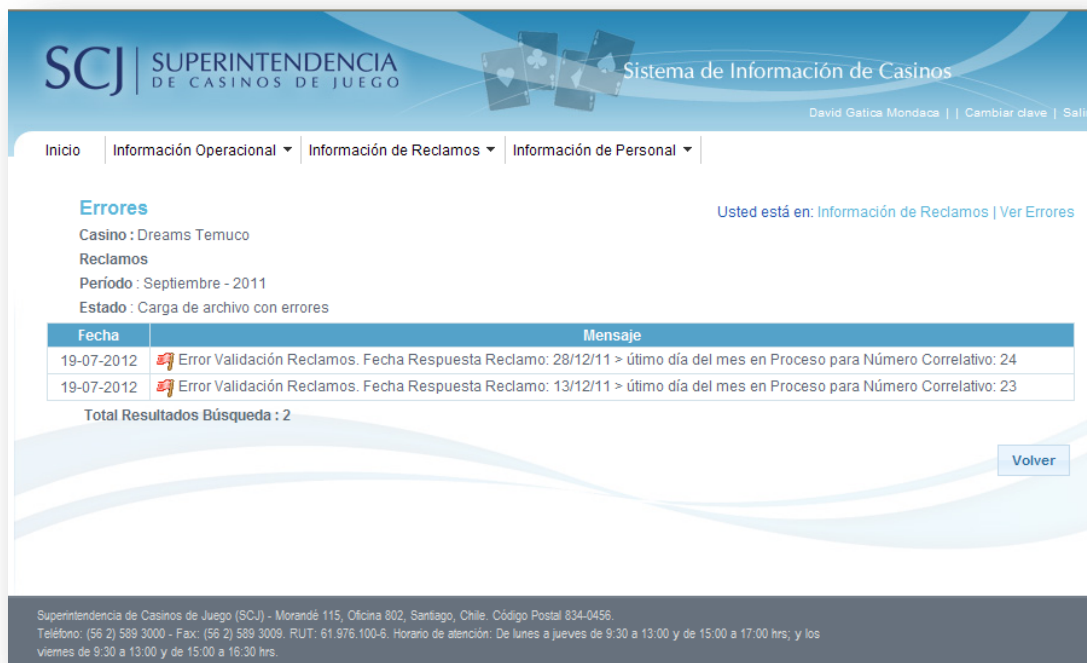 SCJ SUPERINTENDENCIA
DE CASINOS DE JUEGO
Sistema de Información de Casinos
David Gatica Mondaca | | Cambiar clave | Salir
Inicio Información Operacional Información de Reclamos Información de Personal
Errores
Usted está en: Información de Reclamos | Ver Errores
Casino : Dreams Temuco
Reclamos
Período : Septiembre - 2011
Estado : Carga de archivo con errores
Fecha Mensaje
19-07-2012 Error Validación Reclamos. Fecha Respuesta Reclamo: 28/12/11 > útimo día del mes en Proceso para Número Correlativo: 24
19-07-2012 Error Validación Reclamos. Fecha Respuesta Reclamo: 13/12/11 > útimo día del mes en Proceso para Número Correlativo: 23
Total Resultados Búsqueda : 2
Volver
Superintendencia de Casinos de Juego (SCJ) - Morandé 115, Oficina 802, Santiago, Chile. Código Postal 834-0456.
Teléfono: (56 2) 589 3000 - Fax: (56 2) 589 3009. RUT: 61.976.100-6. Horario de atención: De lunes a jueves de 9:30 a 13:00 y de 15:00 a 17:00 hrs; y los
viernes de 9:30 a 13:00 y de 15:00 a 16:30 hrs.